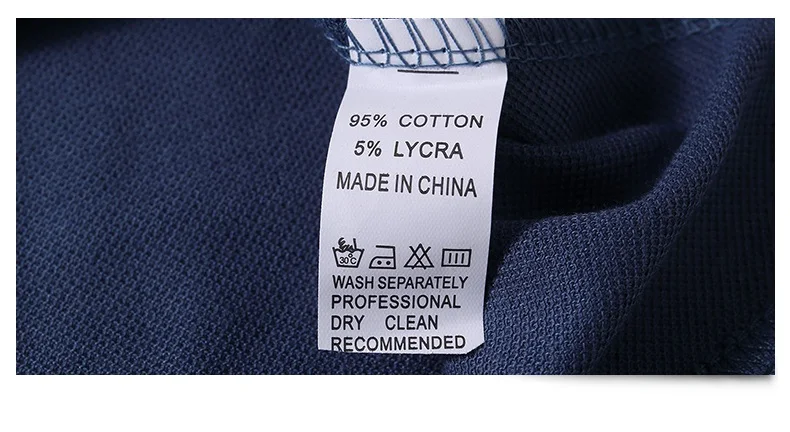 95% COTTON
5% LYCRA
MADE IN CHINA
30°C
WASH SEPARATELY
PROFESSIONAL
DRY CLEAN
RECOMMENDED